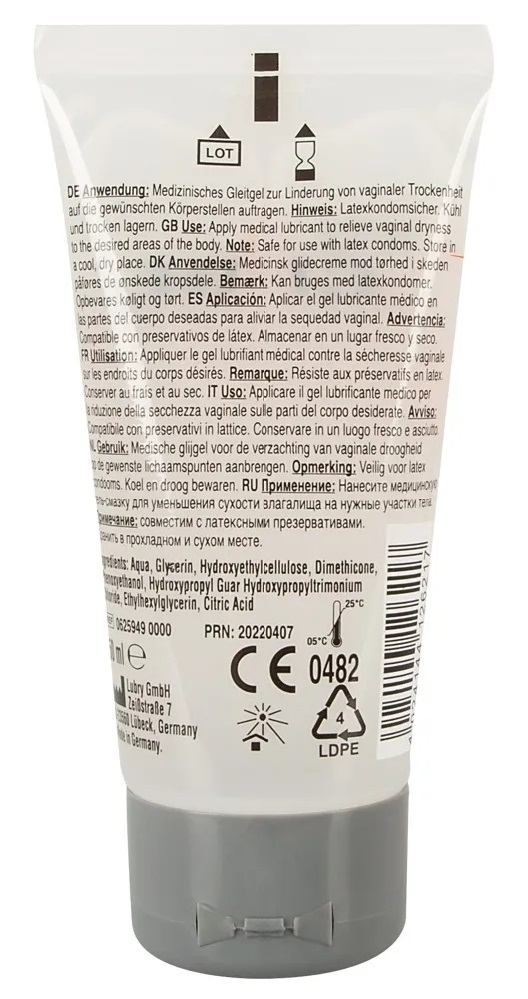 LOT
DE Anwendung: Medizinisches Gleitgel zur Linderung von vaginaler Trockenheit
auf die gewünschten Körperstellen auftragen. Hinweis: Latexkondomsicher. Kühl
und trocken lagern. GB Use: Apply medical lubricant to relieve vaginal dryness
to the desired areas of the body. Note: Safe for use with latex condoms. Store in
a cool, dry place. DK Anvendelse: Medicinsk glidecreme mod tørhed i skeden
påføres de ønskede kropsdele. Bemærk: Kan bruges med latexkondomer.
Opbevares køligt og tørt. ES Aplicación: Aplicar el gel lubricante médico en
las partes del cuerpo deseadas para aliviar la sequedad vaginal. Advertencia:
Compatible con preservativos de látex. Almacenar en un lugar fresco y seco.
FR Utilisation: Appliquer le gel lubrifiant médical contre la sécheresse vaginale
sur les endroits du corps désirés. Remarque: Résiste aux préservatifs en latex.
Conserver au frais et au sec. IT Uso: Applicare il gel lubrificante medico per
la riduzione della secchezza vaginale sulle parti del corpo desiderate. Avviso:
Compatibile con preservativi in lattice. Conservare in un luogo fresco e asciutto.
NL Gebruik: Medische glijgel voor de verzachting van vaginale droogheid
op de gewenste lichaamspunten aanbrengen. Opmerking: Veilig voor latex
condooms. Koel en droog bewaren. RU Применение: Нанесите медицинскую
гель-смазку для уменьшения сухости влагалища на нужные участки тела.
Примечание: совместим с латексными презервативами.
Хранить в прохладном и сухом месте.
Ingredients: Aqua, Glycerin, Hydroxyethylcellulose, Dimethicone,
Phenoxyethanol, Hydroxypropyl Guar Hydroxypropyltrimonium
Chloride, Ethylhexylglycerin, Citric Acid
0625949 0000 PRN: 20220407
05°C 25°C
50 ml e
CE 0482
Lubry GmbH
Zeißstraße 7
23560 Lübeck, Germany
Made in Germany.
4
LDPE